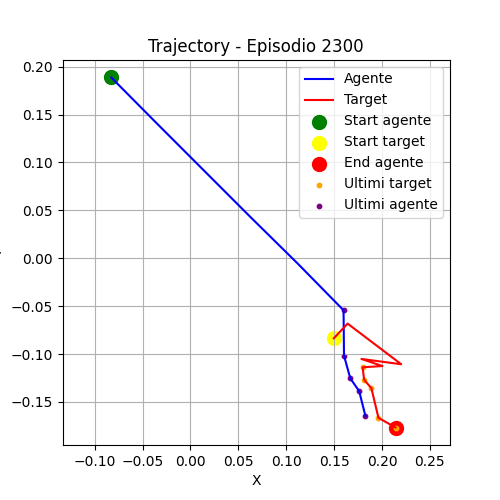 Trajectory - Episodio 2300
0.20
0.15
0.10
0.05
0.00
−0.05
−0.10
−0.15
Agente
Target
Start agente
Start target
End agente
Ultimi target
Ultimi agente
−0.10 −0.05 0.00 0.05 0.10 0.15 0.20 0.25
X